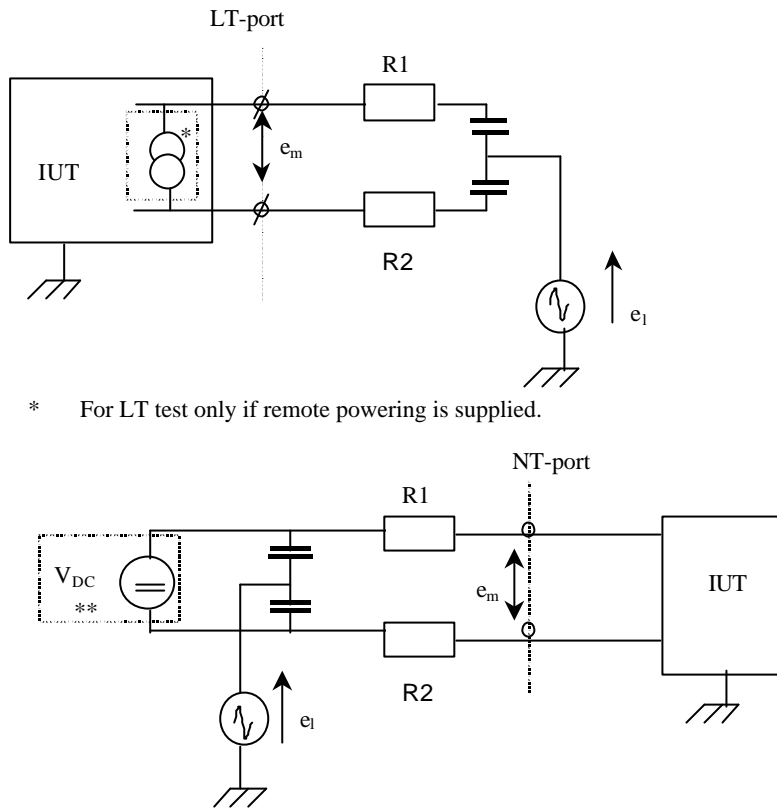 LT-port
R1
*
e_m
IUT
R2
e_l
* For LT test only if remote powering is supplied.
NT-port
R1
V_DC
**
e_m
IUT
R2
e_l